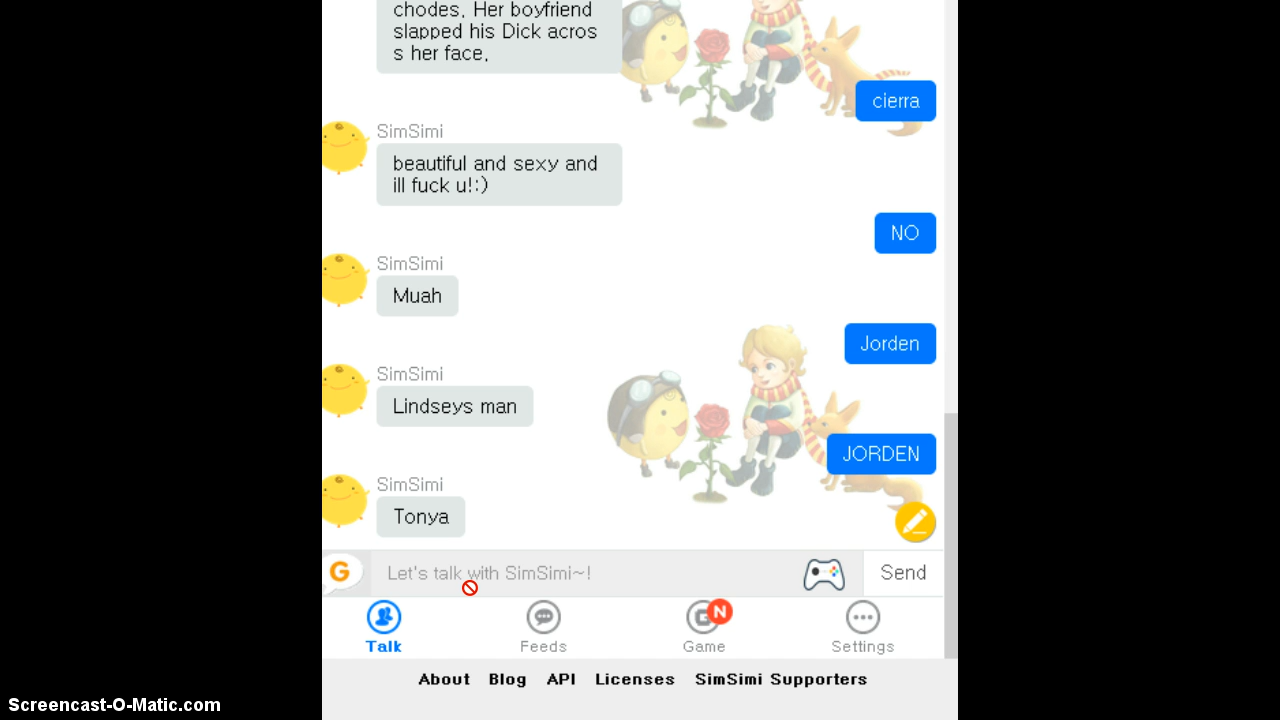 chodes, Her boyfriend
slapped his Dick acros
s her face,
cierra
SimSimi
beautiful and sexy and
ill fuck u!:)
NO
SimSimi
Muah
Jorden
SimSimi
Lindseys man
JORDEN
SimSimi
Tonya
G
Let's talk with SimSimi~!
Send
G N
Talk
Feeds
Game
Settings
About Blog API Licenses SimSimi Supporters
Screencast-O-Matic.com